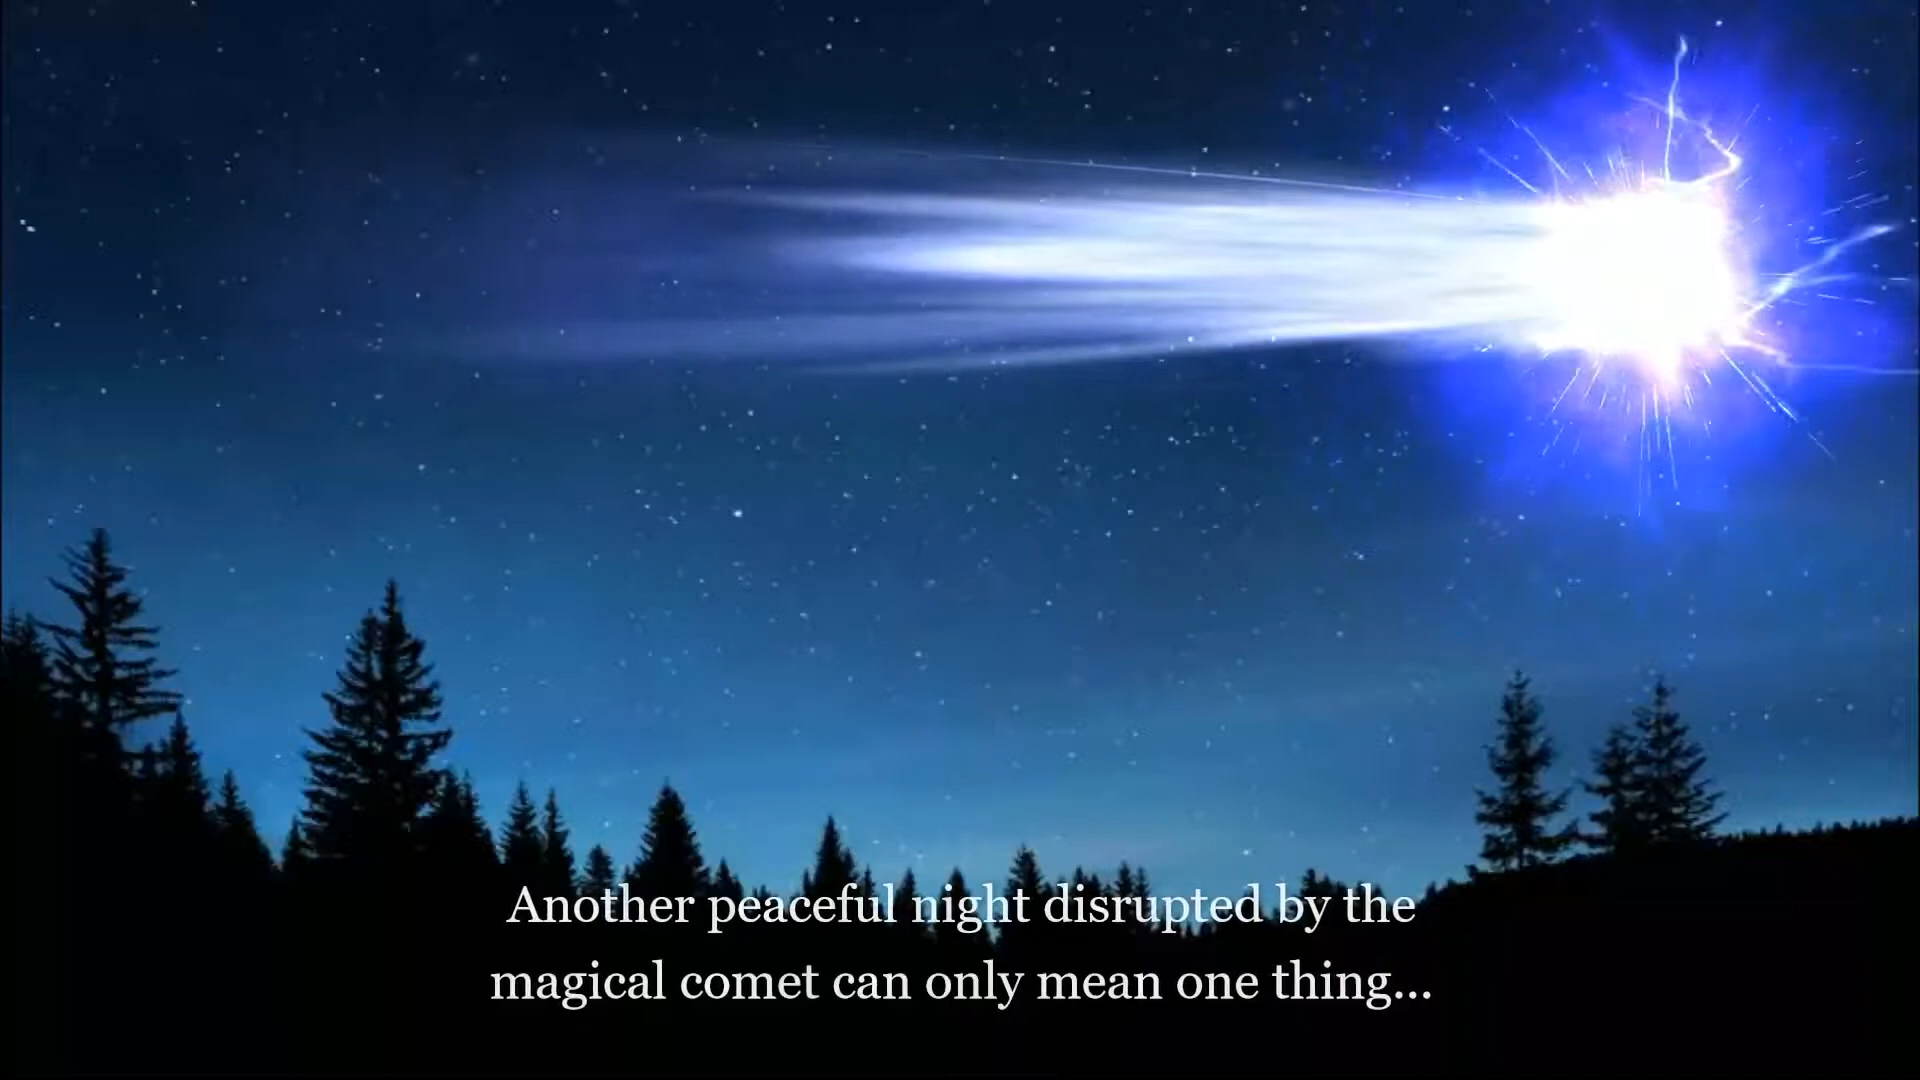 Another peaceful night disrupted by the
magical comet can only mean one thing...